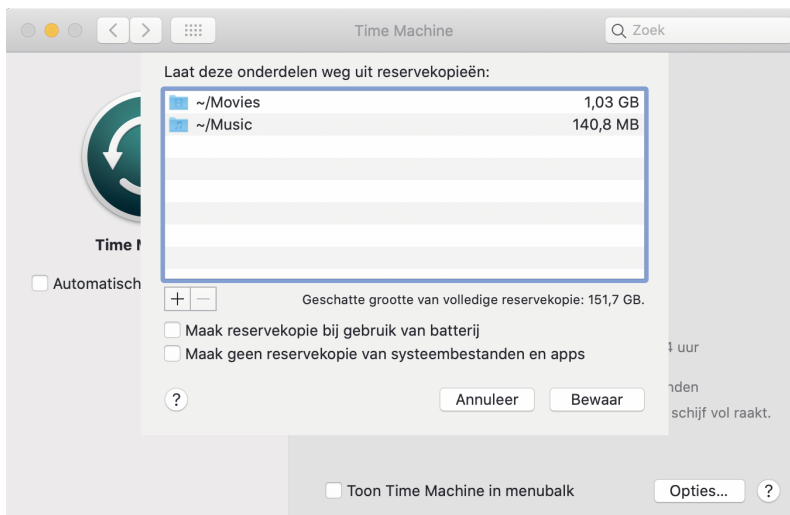 Time Machine
Zoek
Laat deze onderdelen weg uit reservekopieën:
~/Movies 1,03 GB
~/Music 140,8 MB
Time
Automatisch
+ −
Geschatte grootte van volledige reservekopie: 151,7 GB.
Maak reservekopie bij gebruik van batterij
Maak geen reservekopie van systeembestanden en apps
uur
nden
? Annuleer Bewaar
schijf vol raakt.
Toon Time Machine in menubalk Opties... ?